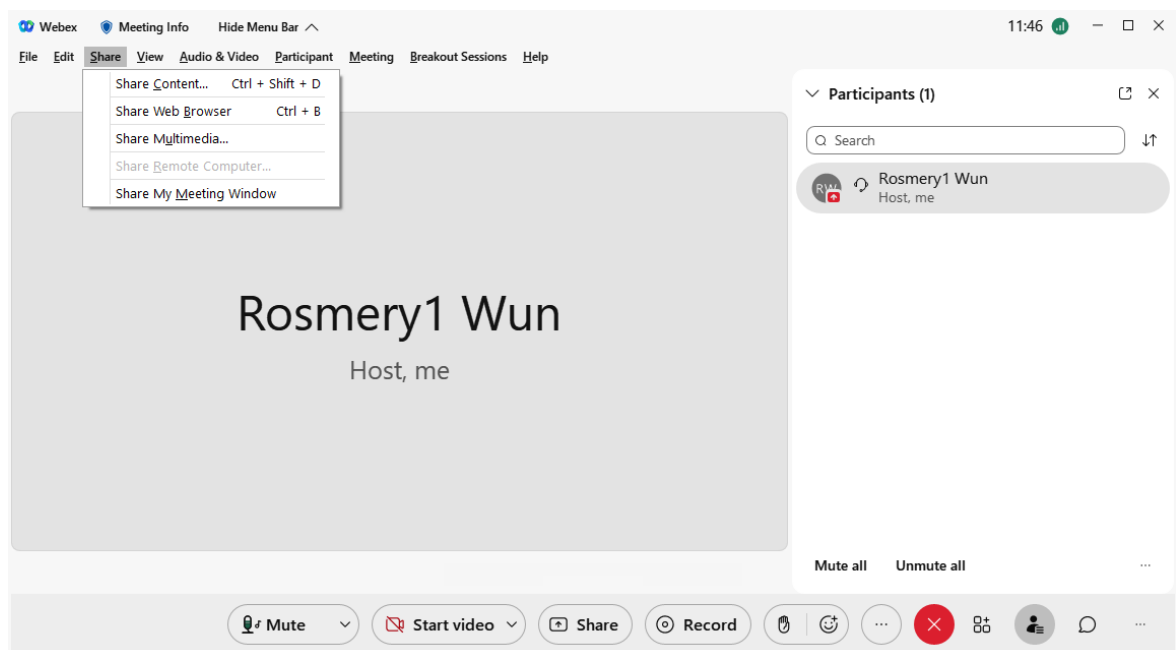 Webex Meeting Info Hide Menu Bar 11:46
File Edit Share View Audio & Video Participant Meeting Breakout Sessions Help
Share Content... Ctrl + Shift + D
Share Web Browser Ctrl + B
Share Multimedia...
Share Remote Computer...
Share My Meeting Window
Rosmery1 Wun
Host, me
Participants (1)
Search
RW
Rosmery1 Wun
Host, me
Mute all Unmute all ...
Mute Start video Share Record ... ...